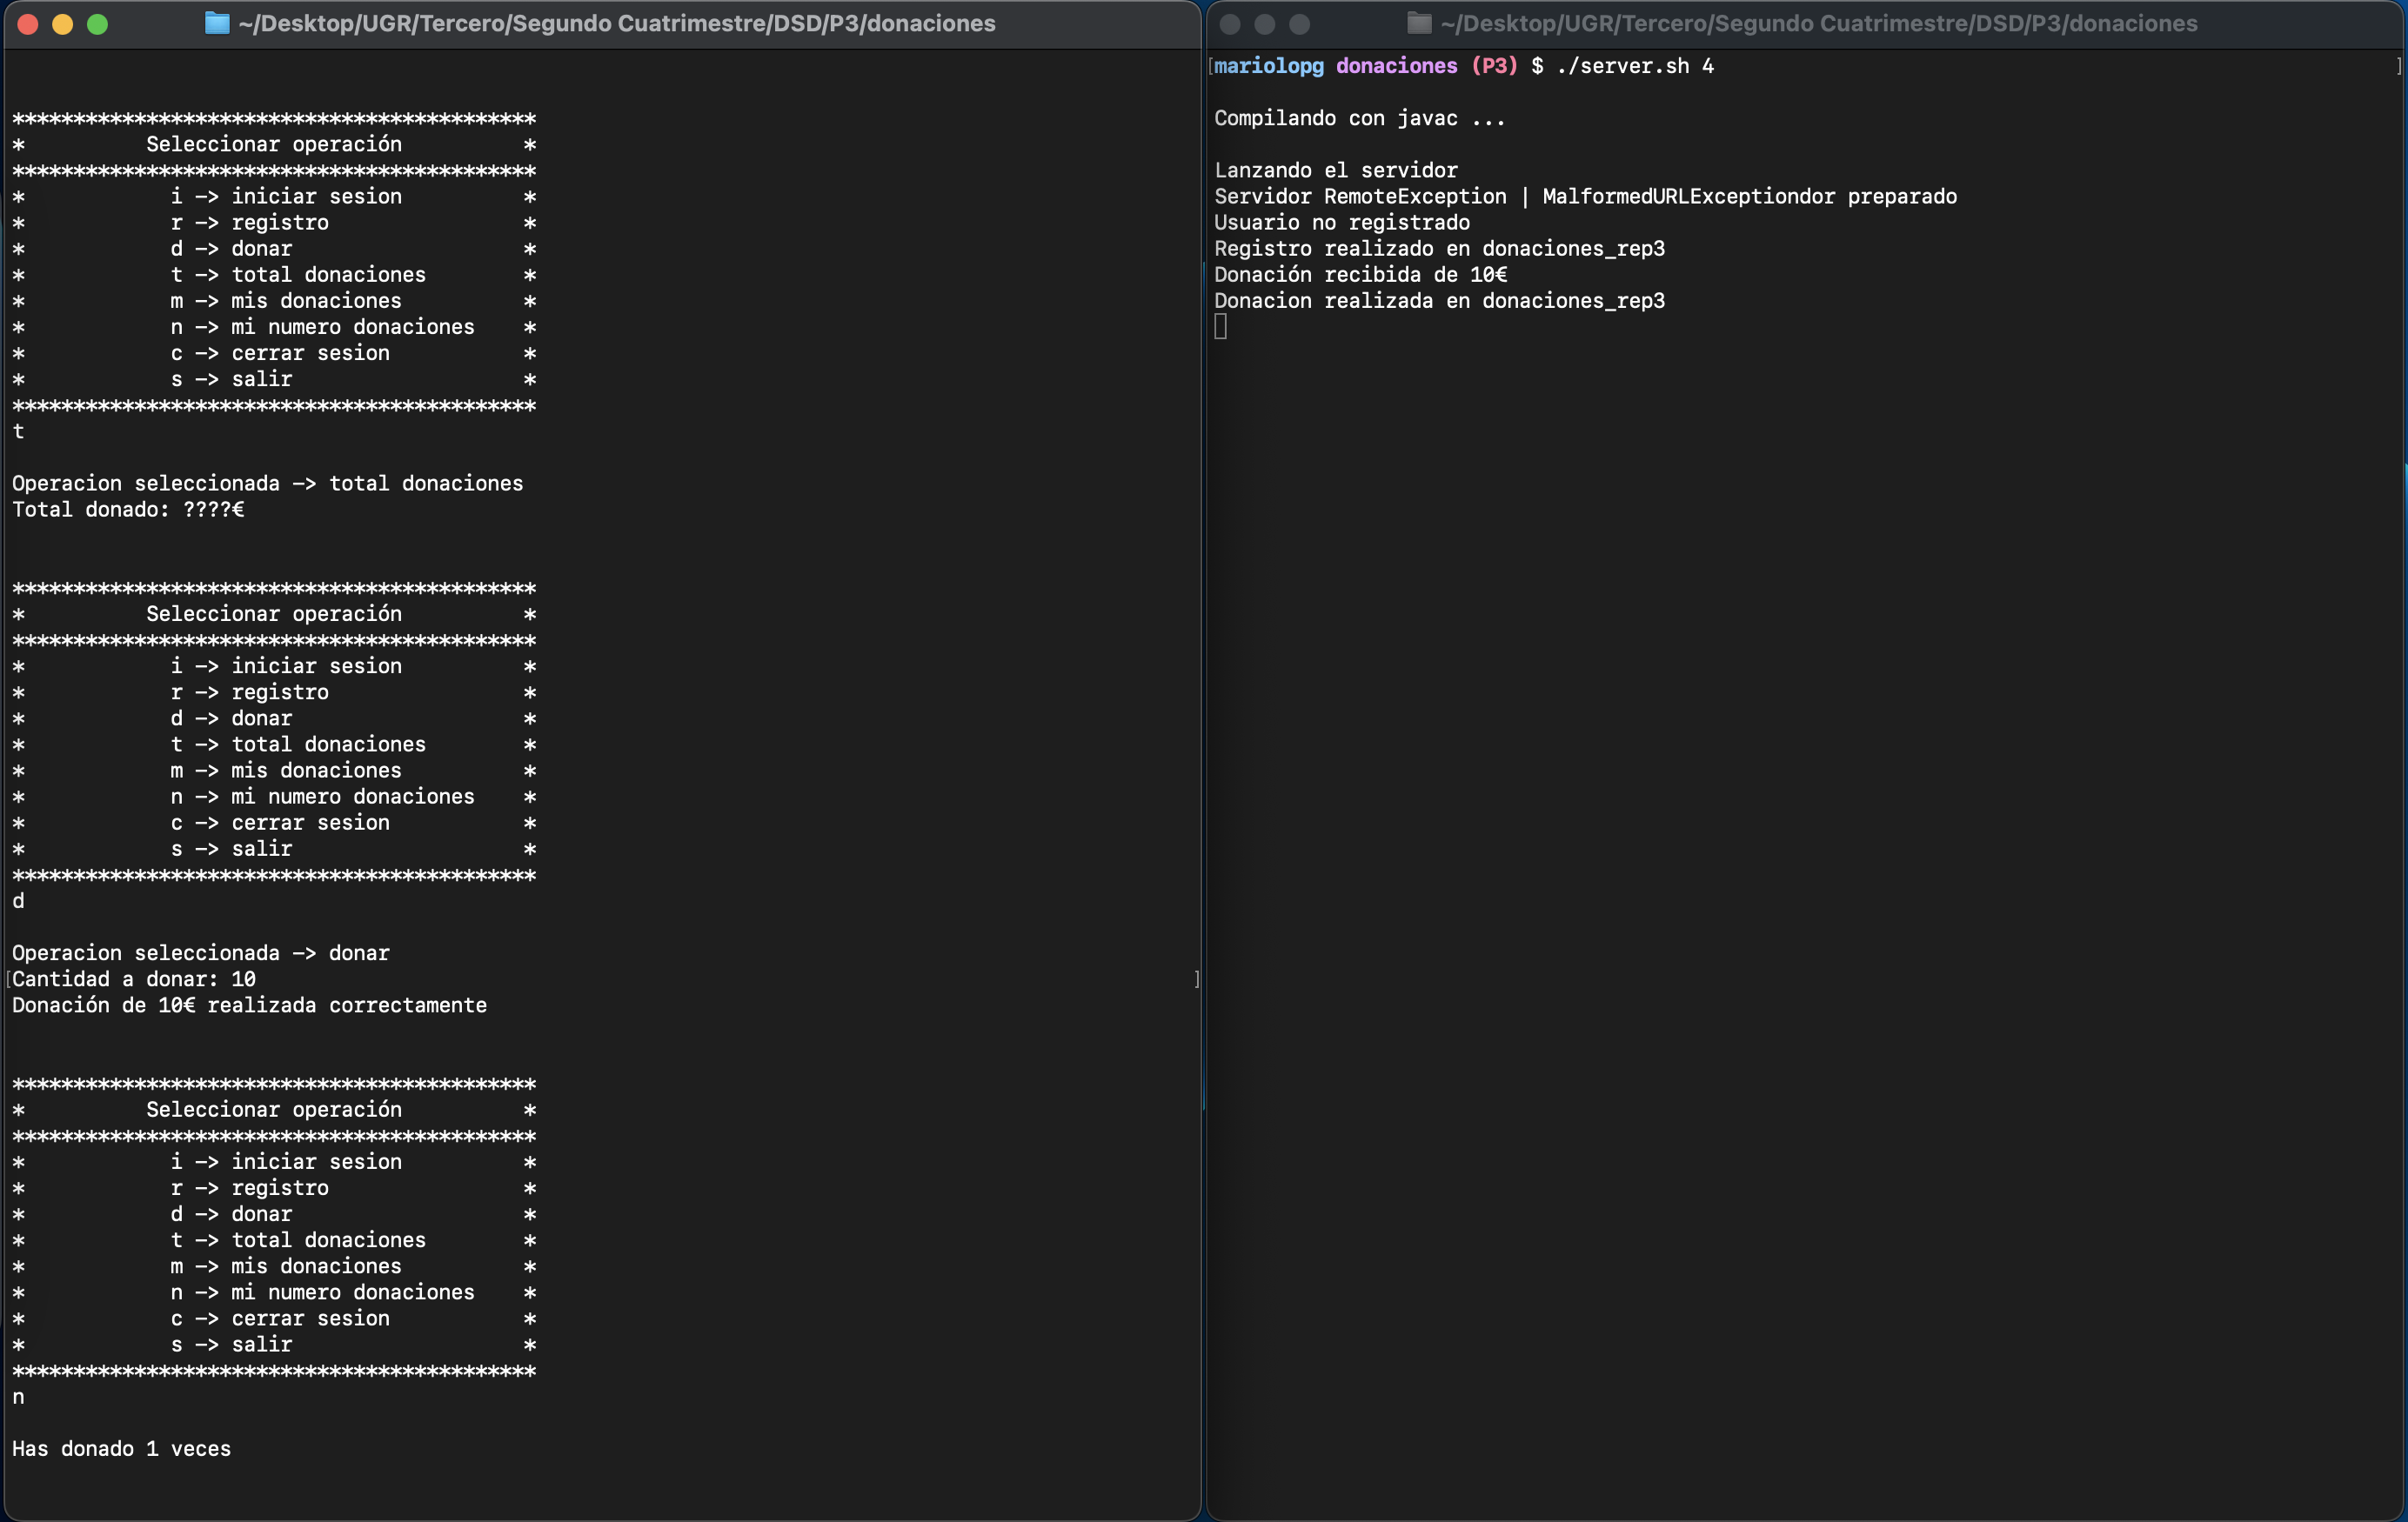 ~/Desktop/UGR/Tercero/Segundo Cuatrimestre/DSD/P3/donaciones
*******************************************
*          Seleccionar operación          *
*******************************************
*            i -> iniciar sesion          *
*            r -> registro                *
*            d -> donar                   *
*            t -> total donaciones        *
*            m -> mis donaciones          *
*            n -> mi numero donaciones    *
*            c -> cerrar sesion           *
*            s -> salir                   *
*******************************************
t
Operacion seleccionada -> total donaciones
Total donado: ????€
*******************************************
*          Seleccionar operación          *
*******************************************
*            i -> iniciar sesion          *
*            r -> registro                *
*            d -> donar                   *
*            t -> total donaciones        *
*            m -> mis donaciones          *
*            n -> mi numero donaciones    *
*            c -> cerrar sesion           *
*            s -> salir                   *
*******************************************
d
Operacion seleccionada -> donar
[Cantidad a donar: 10 ]
Donación de 10€ realizada correctamente
*******************************************
*          Seleccionar operación          *
*******************************************
*            i -> iniciar sesion          *
*            r -> registro                *
*            d -> donar                   *
*            t -> total donaciones        *
*            m -> mis donaciones          *
*            n -> mi numero donaciones    *
*            c -> cerrar sesion           *
*            s -> salir                   *
*******************************************
n
Has donado 1 veces
~/Desktop/UGR/Tercero/Segundo Cuatrimestre/DSD/P3/donaciones
[mariolopg donaciones (P3) $ ./server.sh 4 ]
Compilando con javac ...
Lanzando el servidor
Servidor RemoteException | MalformedURLExceptiondor preparado
Usuario no registrado
Registro realizado en donaciones_rep3
Donación recibida de 10€
Donacion realizada en donaciones_rep3